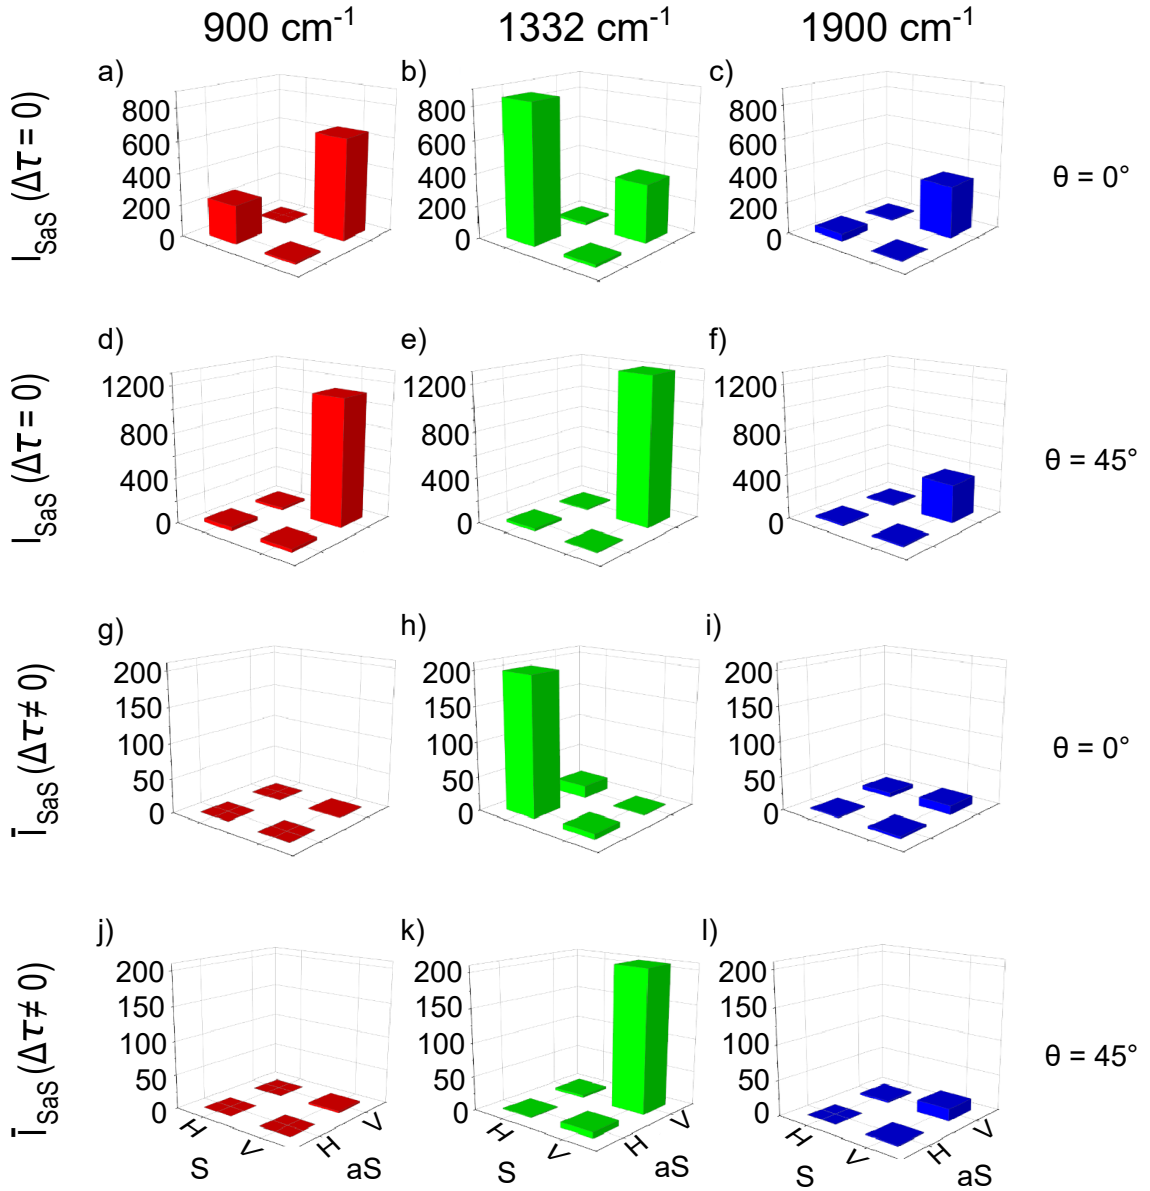 900 cm-1 1332 cm-1 1900 cm-1
a) b) c)
I_SaS (Δτ = 0)
800 600 400 200 0
800 600 400 200 0
800 600 400 200 0
θ = 0°
d) e) f)
I_SaS (Δτ = 0)
1200 800 400 0
1200 800 400 0
1200 800 400 0
θ = 45°
g) h) i)
Ī_SaS (Δτ ≠ 0)
200 150 100 50 0
200 150 100 50 0
200 150 100 50 0
θ = 0°
j) k) l)
Ī_SaS (Δτ ≠ 0)
200 150 100 50 0
200 150 100 50 0
200 150 100 50 0
θ = 45°
H V H V H V H V H V H V
S aS S aS S aS